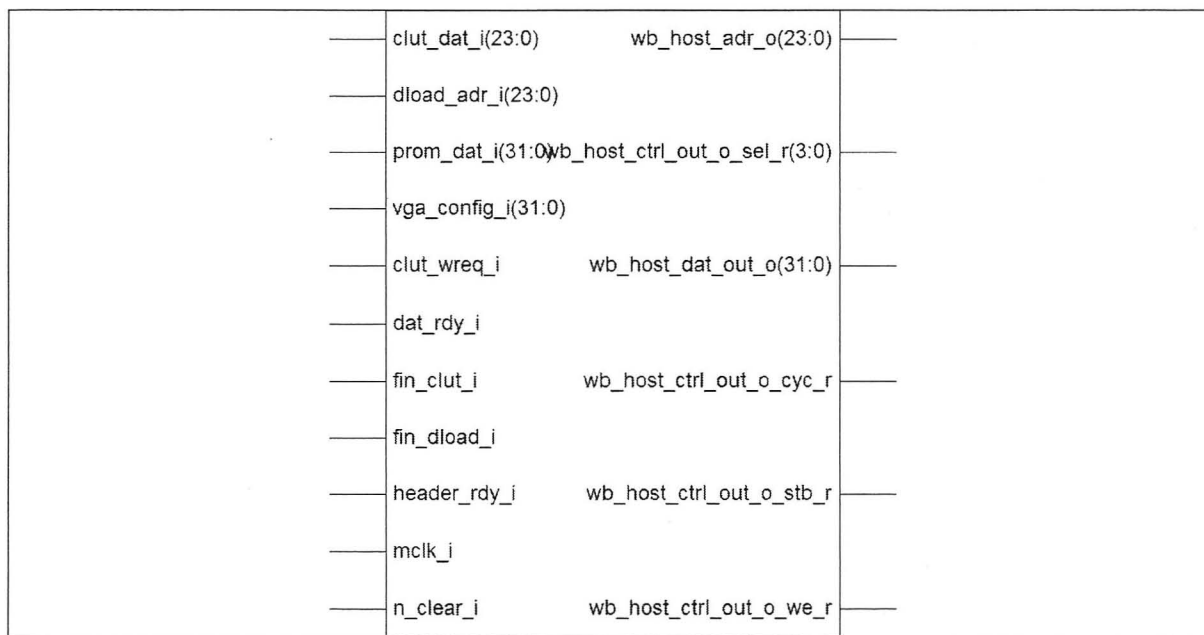 clut_dat_i(23:0) wb_host_adr_o(23:0)
dload_adr_i(23:0)
prom_dat_i(31:0) wb_host_ctrl_out_o_sel_r(3:0)
vga_config_i(31:0)
clut_wreq_i wb_host_dat_out_o(31:0)
dat_rdy_i
fin_clut_i wb_host_ctrl_out_o_cyc_r
fin_dload_i
header_rdy_i wb_host_ctrl_out_o_stb_r
mclk_i
n_clear_i wb_host_ctrl_out_o_we_r